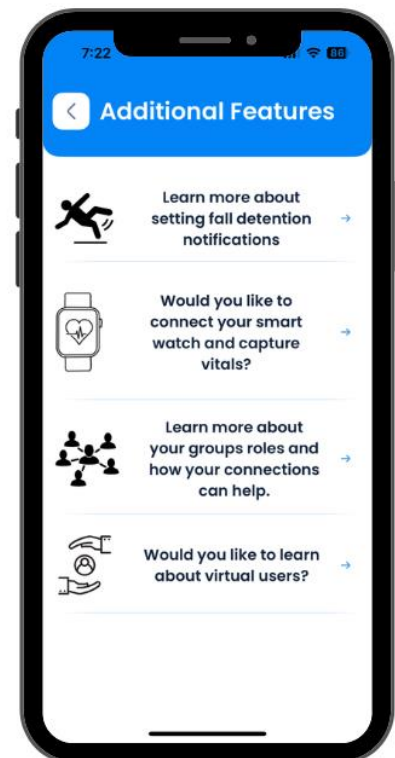 7:22
86
Additional Features
Learn more about
setting fall detention
notifications
Would you like to
connect your smart
watch and capture
vitals?
Learn more about
your groups roles and
how your connections
can help.
Would you like to learn
about virtual users?